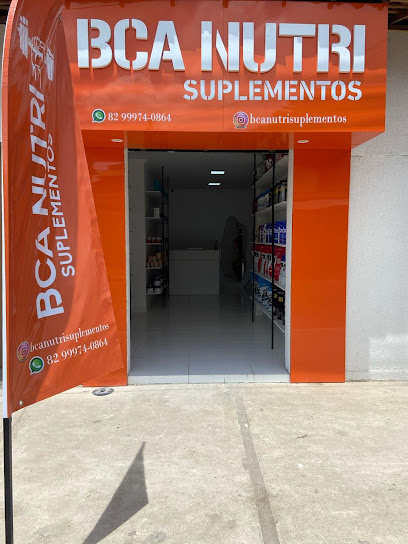 BCA NUTRI
SUPLEMENTOS
82 99974-0864
bcanutrisuplementos
BCA NUTRI
SUPLEMENTOS
bcanutrisuplementos
82 99974-0864